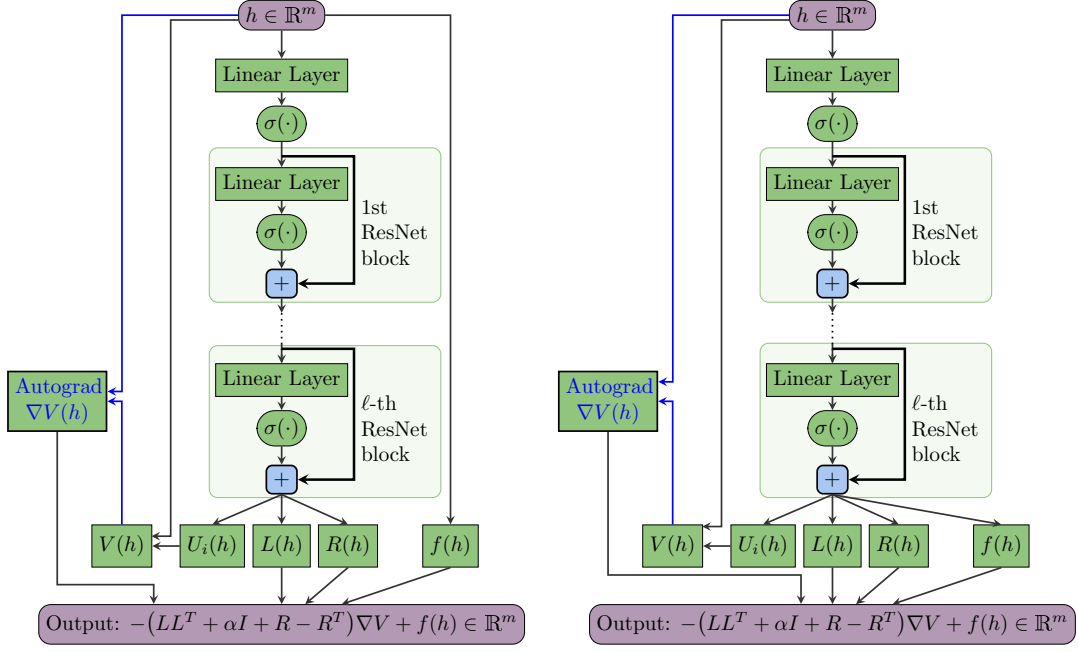 h ∈ ℝ^m
Linear Layer
σ(·)
Linear Layer
σ(·)
+
1st
ResNet
block
Linear Layer
σ(·)
+
ℓ-th
ResNet
block
Autograd
∇V(h)
V(h)
U_i(h)
L(h)
R(h)
f(h)
Output: −(LL^T + αI + R − R^T)∇V + f(h) ∈ ℝ^m
h ∈ ℝ^m
Linear Layer
σ(·)
Linear Layer
σ(·)
+
1st
ResNet
block
Linear Layer
σ(·)
+
ℓ-th
ResNet
block
Autograd
∇V(h)
V(h)
U_i(h)
L(h)
R(h)
f(h)
Output: −(LL^T + αI + R − R^T)∇V + f(h) ∈ ℝ^m